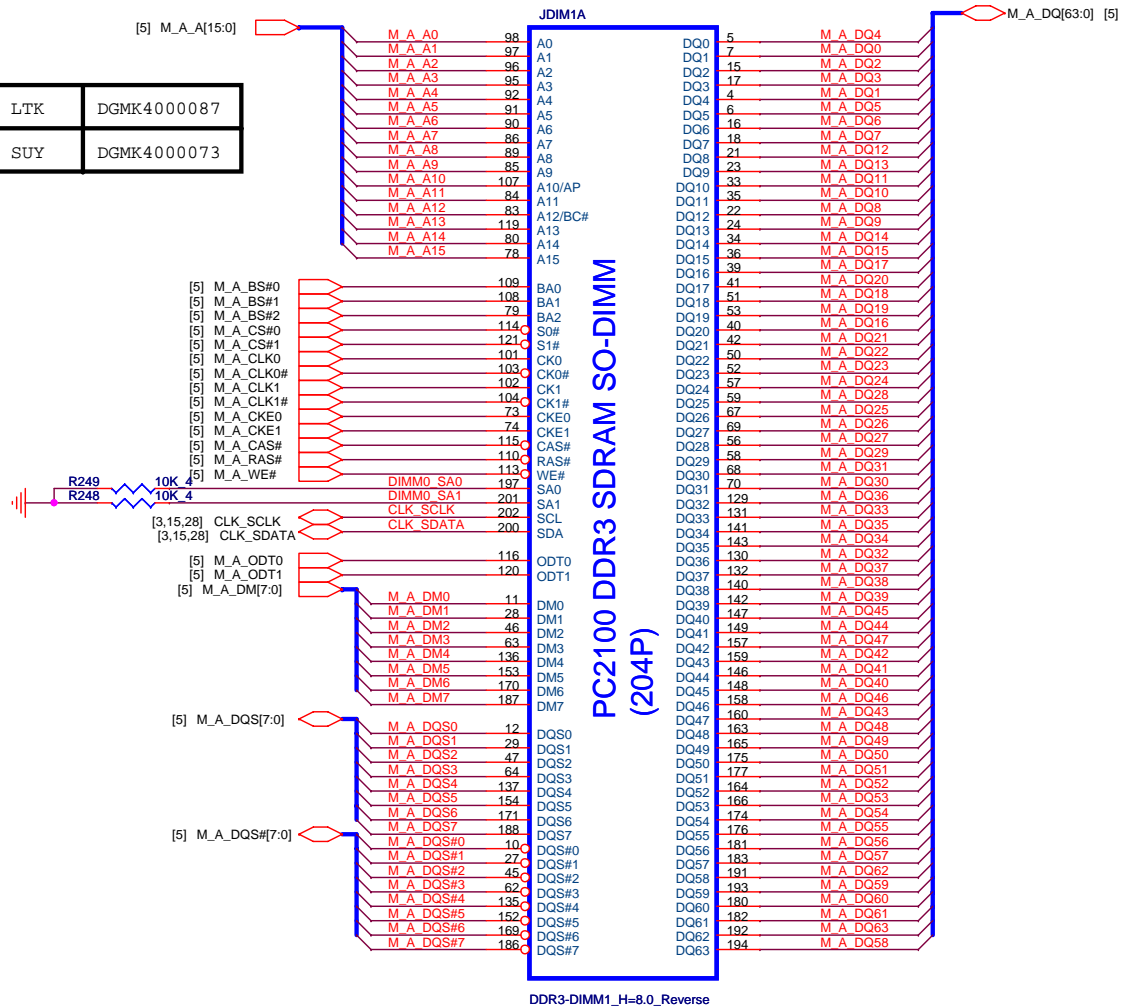 JDIM1A
[5] M_A_A[15:0]
M_A_DQ[63:0] [5]
LTK DGMK4000087
SUY DGMK4000073
M_A_A0 98 A0
M_A_A1 97 A1
M_A_A2 96 A2
M_A_A3 95 A3
M_A_A4 92 A4
M_A_A5 91 A5
M_A_A6 90 A6
M_A_A7 86 A7
M_A_A8 89 A8
M_A_A9 85 A9
M_A_A10 107 A10/AP
M_A_A11 84 A11
M_A_A12 83 A12/BC#
M_A_A13 119 A13
M_A_A14 80 A14
M_A_A15 78 A15
[5] M_A_BS#0 109 BA0
[5] M_A_BS#1 108 BA1
[5] M_A_BS#2 79 BA2
[5] M_A_CS#0 114 S0#
[5] M_A_CS#1 121 S1#
[5] M_A_CLK0 101 CK0
[5] M_A_CLK0# 103 CK0#
[5] M_A_CLK1 102 CK1
[5] M_A_CLK1# 104 CK1#
[5] M_A_CKE0 73 CKE0
[5] M_A_CKE1 74 CKE1
[5] M_A_CAS# 115 CAS#
[5] M_A_RAS# 110 RAS#
[5] M_A_WE# 113 WE#
R249 10K_4 DIMM0_SA0 197 SA0
R248 10K_4 DIMM0_SA1 201 SA1
[3,15,28] CLK_SCLK CLK_SCLK 202 SCL
[3,15,28] CLK_SDATA CLK_SDATA 200 SDA
[5] M_A_ODT0 116 ODT0
[5] M_A_ODT1 120 ODT1
[5] M_A_DM[7:0]
M_A_DM0 11 DM0
M_A_DM1 28 DM1
M_A_DM2 46 DM2
M_A_DM3 63 DM3
M_A_DM4 136 DM4
M_A_DM5 153 DM5
M_A_DM6 170 DM6
M_A_DM7 187 DM7
[5] M_A_DQS[7:0]
M_A_DQS0 12 DQS0
M_A_DQS1 29 DQS1
M_A_DQS2 47 DQS2
M_A_DQS3 64 DQS3
M_A_DQS4 137 DQS4
M_A_DQS5 154 DQS5
M_A_DQS6 171 DQS6
M_A_DQS7 188 DQS7
[5] M_A_DQS#[7:0]
M_A_DQS#0 10 DQS#0
M_A_DQS#1 27 DQS#1
M_A_DQS#2 45 DQS#2
M_A_DQS#3 62 DQS#3
M_A_DQS#4 135 DQS#4
M_A_DQS#5 152 DQS#5
M_A_DQS#6 169 DQS#6
M_A_DQS#7 186 DQS#7
PC2100 DDR3 SDRAM SO-DIMM
(204P)
DQ0 5 M_A_DQ4
DQ1 7 M_A_DQ0
DQ2 15 M_A_DQ2
DQ3 17 M_A_DQ3
DQ4 4 M_A_DQ1
DQ5 6 M_A_DQ5
DQ6 16 M_A_DQ6
DQ7 18 M_A_DQ7
DQ8 21 M_A_DQ12
DQ9 23 M_A_DQ13
DQ10 33 M_A_DQ11
DQ11 35 M_A_DQ10
DQ12 22 M_A_DQ8
DQ13 24 M_A_DQ9
DQ14 34 M_A_DQ14
DQ15 36 M_A_DQ15
DQ16 39 M_A_DQ17
DQ17 41 M_A_DQ20
DQ18 51 M_A_DQ18
DQ19 53 M_A_DQ19
DQ20 40 M_A_DQ16
DQ21 42 M_A_DQ21
DQ22 50 M_A_DQ22
DQ23 52 M_A_DQ23
DQ24 57 M_A_DQ24
DQ25 59 M_A_DQ28
DQ26 67 M_A_DQ25
DQ27 69 M_A_DQ26
DQ28 56 M_A_DQ27
DQ29 58 M_A_DQ29
DQ30 68 M_A_DQ31
DQ31 70 M_A_DQ30
DQ32 129 M_A_DQ36
DQ33 131 M_A_DQ33
DQ34 141 M_A_DQ35
DQ35 143 M_A_DQ34
DQ36 130 M_A_DQ32
DQ37 132 M_A_DQ37
DQ38 140 M_A_DQ38
DQ39 142 M_A_DQ39
DQ40 147 M_A_DQ45
DQ41 149 M_A_DQ44
DQ42 157 M_A_DQ47
DQ43 159 M_A_DQ42
DQ44 146 M_A_DQ41
DQ45 148 M_A_DQ40
DQ46 158 M_A_DQ46
DQ47 160 M_A_DQ43
DQ48 163 M_A_DQ48
DQ49 165 M_A_DQ49
DQ50 175 M_A_DQ50
DQ51 177 M_A_DQ51
DQ52 164 M_A_DQ52
DQ53 166 M_A_DQ53
DQ54 174 M_A_DQ54
DQ55 176 M_A_DQ55
DQ56 181 M_A_DQ56
DQ57 183 M_A_DQ57
DQ58 191 M_A_DQ62
DQ59 193 M_A_DQ59
DQ60 180 M_A_DQ60
DQ61 182 M_A_DQ61
DQ62 192 M_A_DQ63
DQ63 194 M_A_DQ58
DDR3-DIMM1_H=8.0_Reverse